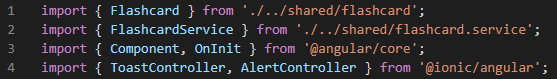 1 import { Flashcard } from './../shared/flashcard';
2 import { FlashcardService } from './../shared/flashcard.service';
3 import { Component, OnInit } from '@angular/core';
4 import { ToastController, AlertController } from '@ionic/angular';